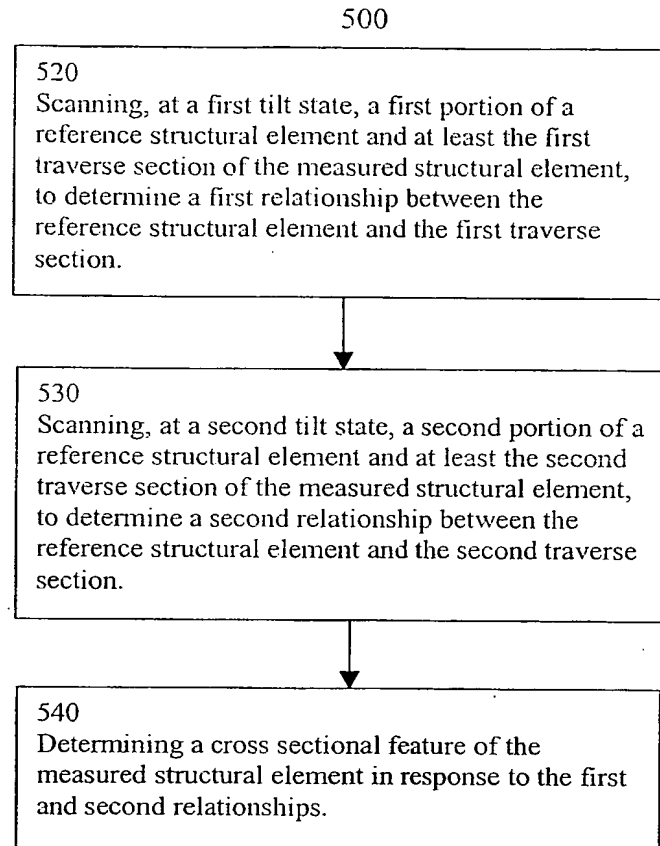 500
520
Scanning, at a first tilt state, a first portion of a
reference structural element and at least the first
traverse section of the measured structural element,
to determine a first relationship between the
reference structural element and the first traverse
section.
530
Scanning, at a second tilt state, a second portion of a
reference structural element and at least the second
traverse section of the measured structural element,
to determine a second relationship between the
reference structural element and the second traverse
section.
540
Determining a cross sectional feature of the
measured structural element in response to the first
and second relationships.